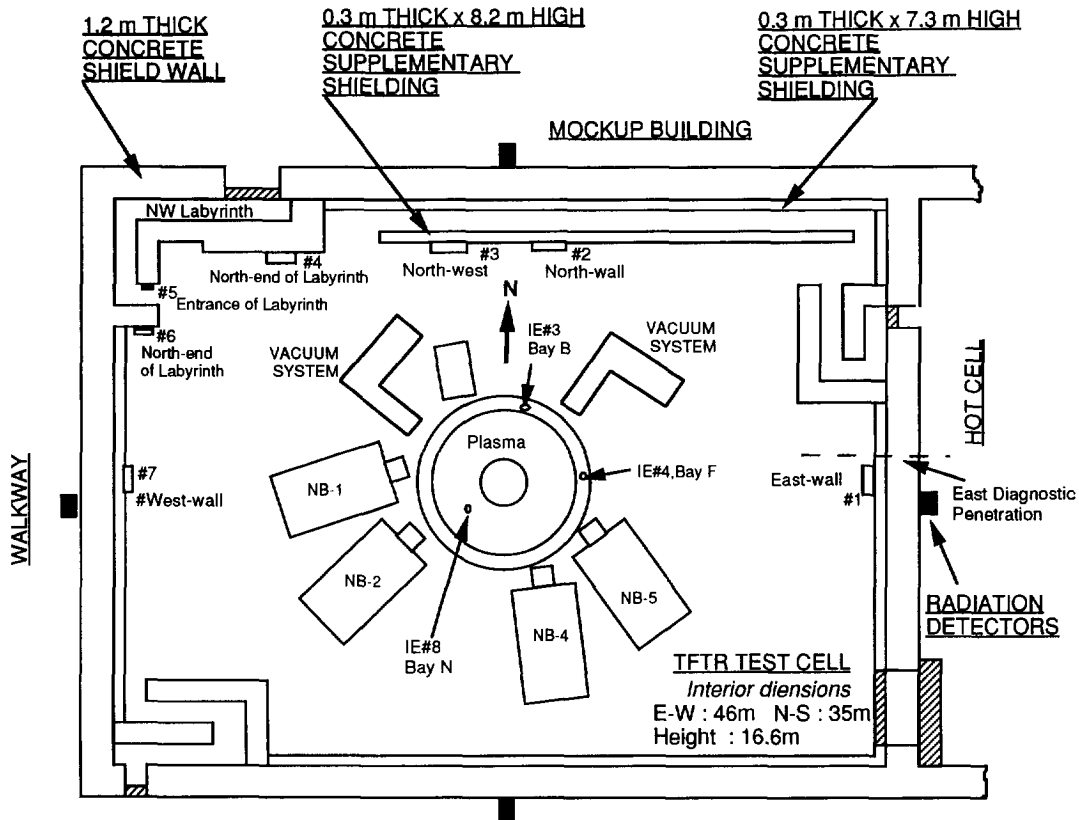 1.2 m THICK
CONCRETE
SHIELD WALL
0.3 m THICK x 8.2 m HIGH
CONCRETE
SUPPLEMENTARY
SHIELDING
0.3 m THICK x 7.3 m HIGH
CONCRETE
SUPPLEMENTARY
SHIELDING
MOCKUP BUILDING
NW Labyrinth
#4
North-end of Labyrinth
#3
North-west
#2
North-wall
#5
Entrance of Labyrinth
#6
North-end
of Labyrinth
N
VACUUM
SYSTEM
IE#3
Bay B
VACUUM
SYSTEM
HOT CELL
Plasma
IE#4,Bay F
NB-1
#7
#West-wall
WALKWAY
East-wall
#1
East Diagnostic
Penetration
NB-2
NB-5
NB-4
IE#8
Bay N
RADIATION
DETECTORS
TFTR TEST CELL
Interior diensions
E-W : 46m N-S : 35m
Height : 16.6m